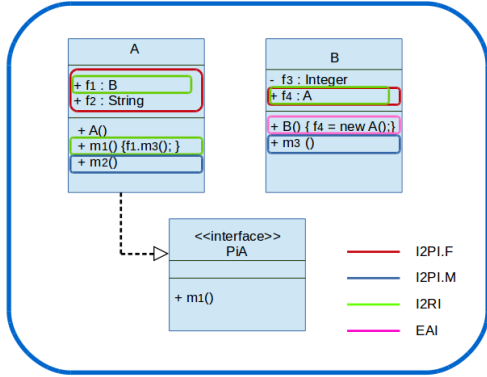 A
+ f1 : B
+ f2 : String
+ A()
+ m1() {f1.m3(); }
+ m2()
B
- f3 : Integer
+ f4 : A
+ B() { f4 = new A();}
+ m3 ()
<<interface>>
PiA
+ m1()
I2PI.F
I2PI.M
I2RI
EAI